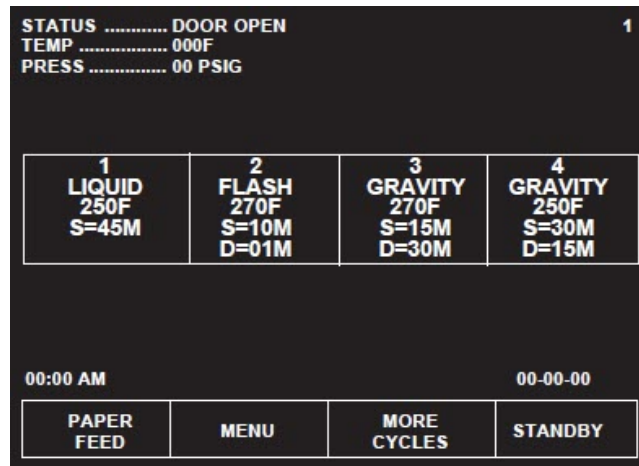 STATUS ............ DOOR OPEN 1
TEMP ................. 000F
PRESS ............... 00 PSIG
1 2 3 4
LIQUID FLASH GRAVITY GRAVITY
250F 270F 270F 250F
S=45M S=10M S=15M S=30M
D=01M D=30M D=15M
00:00 AM 00-00-00
PAPER FEED MENU MORE CYCLES STANDBY